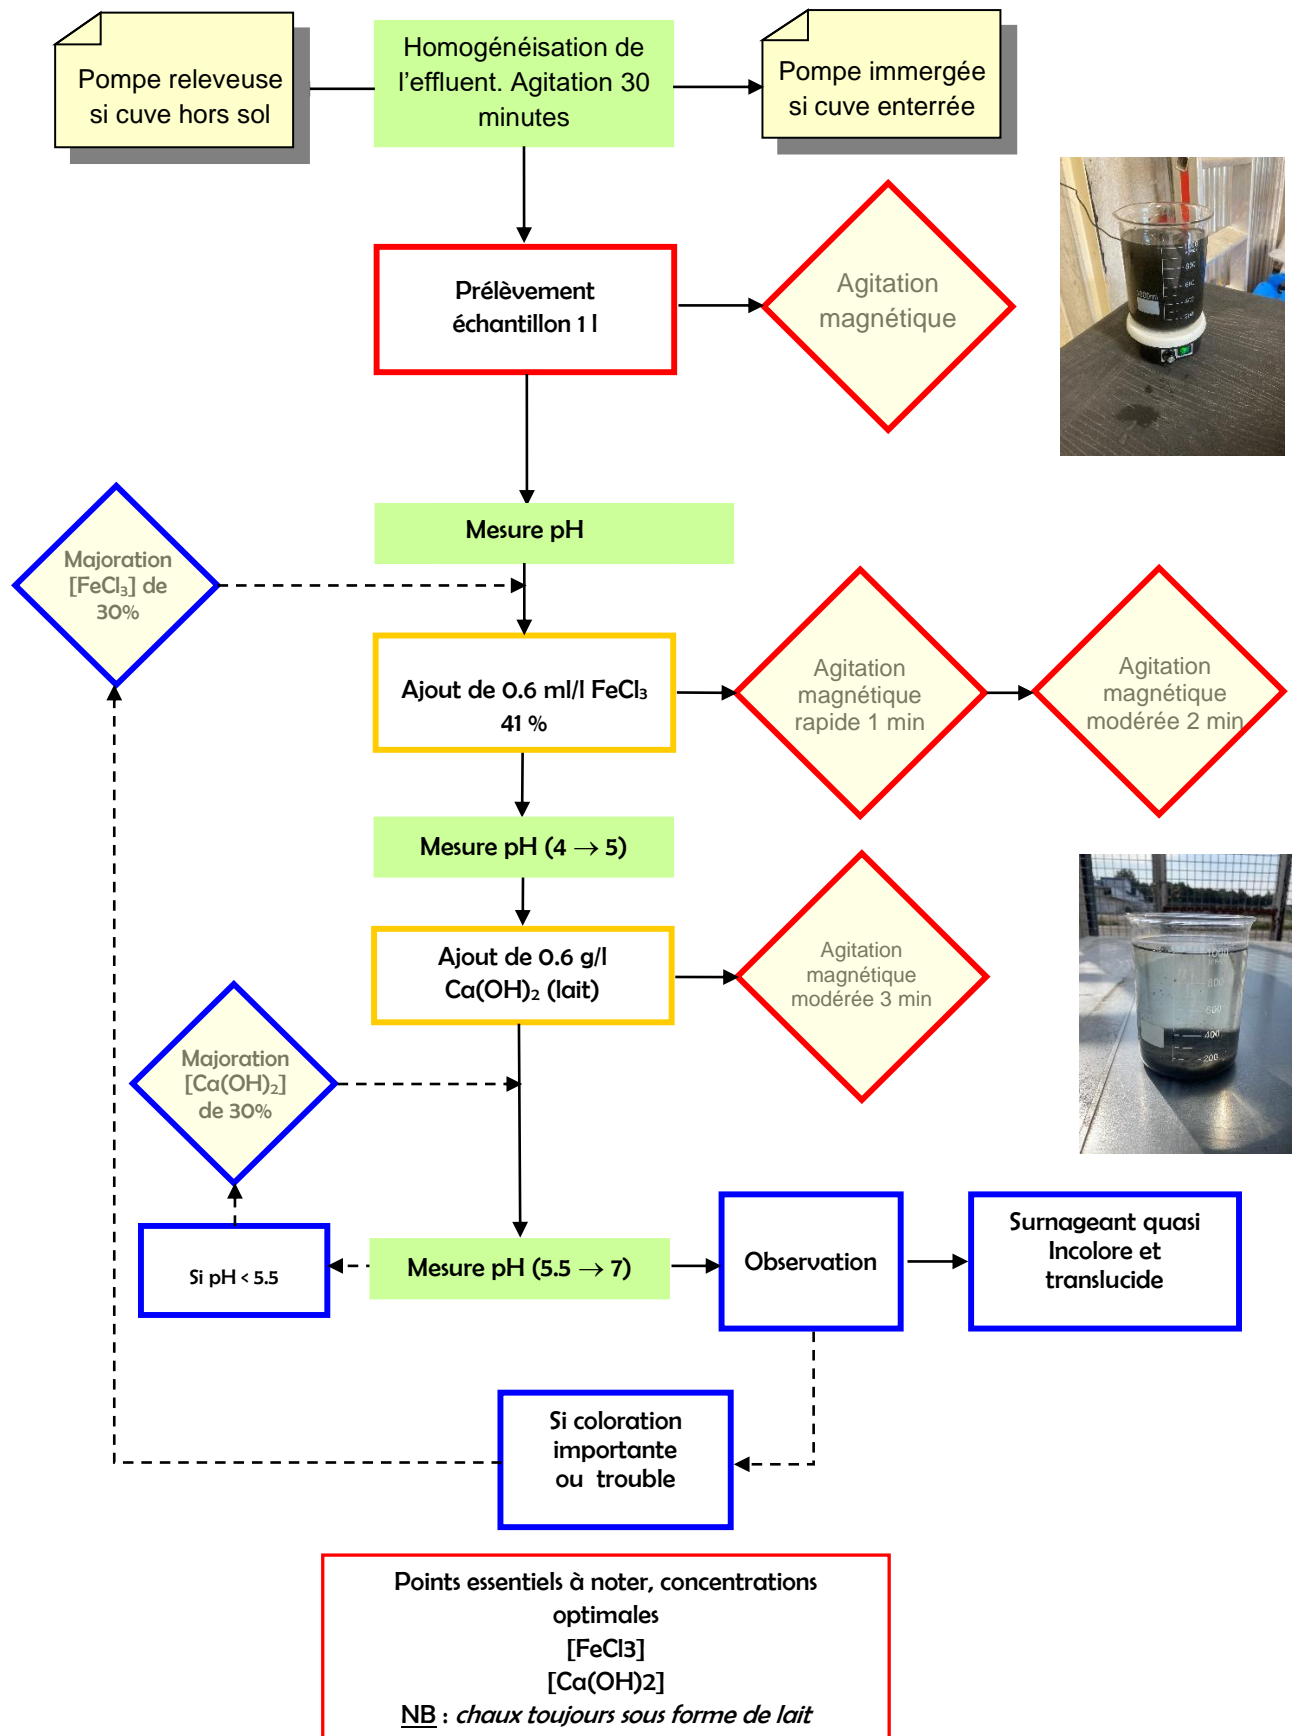 Pompe releveuse
si cuve hors sol
Homogénéisation de
l'effluent. Agitation 30
minutes
Pompe immergée
si cuve enterrée
Prélèvement
échantillon 1 l
Agitation
magnétique
Mesure pH
Majoration
[FeCl₃] de
30%
Ajout de 0.6 ml/l FeCl₃
41 %
Agitation
magnétique
rapide 1 min
Agitation
magnétique
modérée 2 min
Mesure pH (4 → 5)
Ajout de 0.6 g/l
Ca(OH)₂ (lait)
Agitation
magnétique
modérée 3 min
1000
800
600
400
200
Majoration
[Ca(OH)₂]
de 30%
Si pH < 5.5
Mesure pH (5.5 → 7)
Observation
Surnageant quasi
Incolore et
translucide
Si coloration
importante
ou trouble
Points essentiels à noter, concentrations
optimales
[FeCl3]
[Ca(OH)2]
NB : chaux toujours sous forme de lait